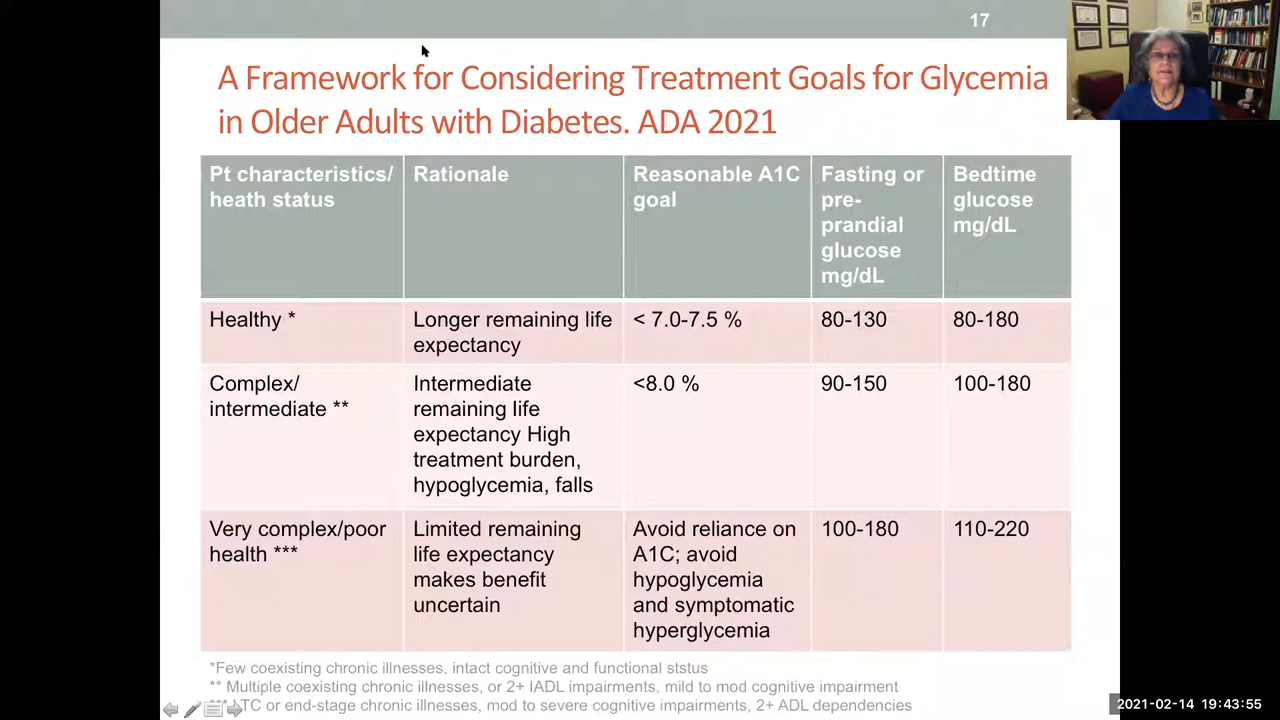 17
A Framework for Considering Treatment Goals for Glycemia
in Older Adults with Diabetes. ADA 2021
Pt characteristics/
heath status
Rationale
Reasonable A1C
goal
Fasting or
pre-
prandial
glucose
mg/dL
Bedtime
glucose
mg/dL
Healthy *
Longer remaining life
expectancy
< 7.0-7.5 %
80-130
80-180
Complex/
intermediate **
Intermediate
remaining life
expectancy High
treatment burden,
hypoglycemia, falls
<8.0 %
90-150
100-180
Very complex/poor
health ***
Limited remaining
life expectancy
makes benefit
uncertain
Avoid reliance on
A1C; avoid
hypoglycemia
and symptomatic
hyperglycemia
100-180
110-220
*Few coexisting chronic illnesses, intact cognitive and functional ststus
** Multiple coexisting chronic illnesses, or 2+ IADL impairments, mild to mod cognitive impairment
*** LTC or end-stage chronic illnesses, mod to severe cognitive impairments, 2+ ADL dependencies
2021-02-14 19:43:55